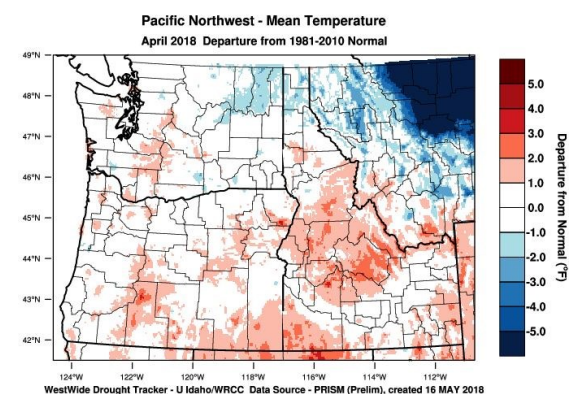 Pacific Northwest - Mean Temperature
April 2018 Departure from 1981-2010 Normal
49°N
48°N
47°N
46°N
45°N
44°N
43°N
42°N
124°W 122°W 120°W 118°W 116°W 114°W 112°W
5.0
4.0
3.0
2.0
1.0
0.0
-1.0
-2.0
-3.0
-4.0
-5.0
Departure from Normal (°F)
WestWide Drought Tracker - U Idaho/WRCC Data Source - PRISM (Prelim), created 16 MAY 2018